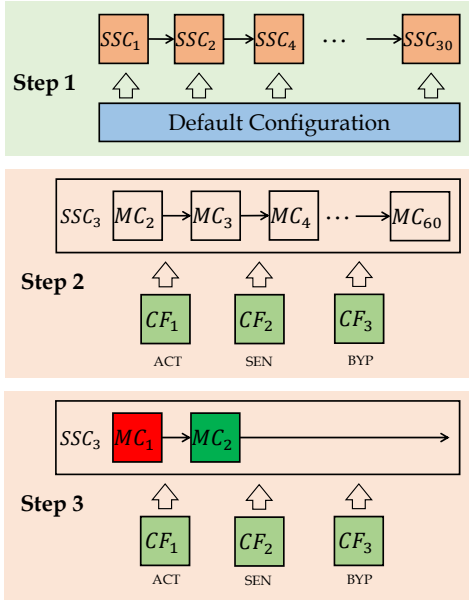 SSC₁ SSC₂ SSC₄ ⋯ SSC₃₀
Step 1
Default Configuration
SSC₃ MC₂ MC₃ MC₄ ⋯ MC₆₀
Step 2
CF₁ CF₂ CF₃
ACT SEN BYP
SSC₃ MC₁ MC₂
Step 3
CF₁ CF₂ CF₃
ACT SEN BYP